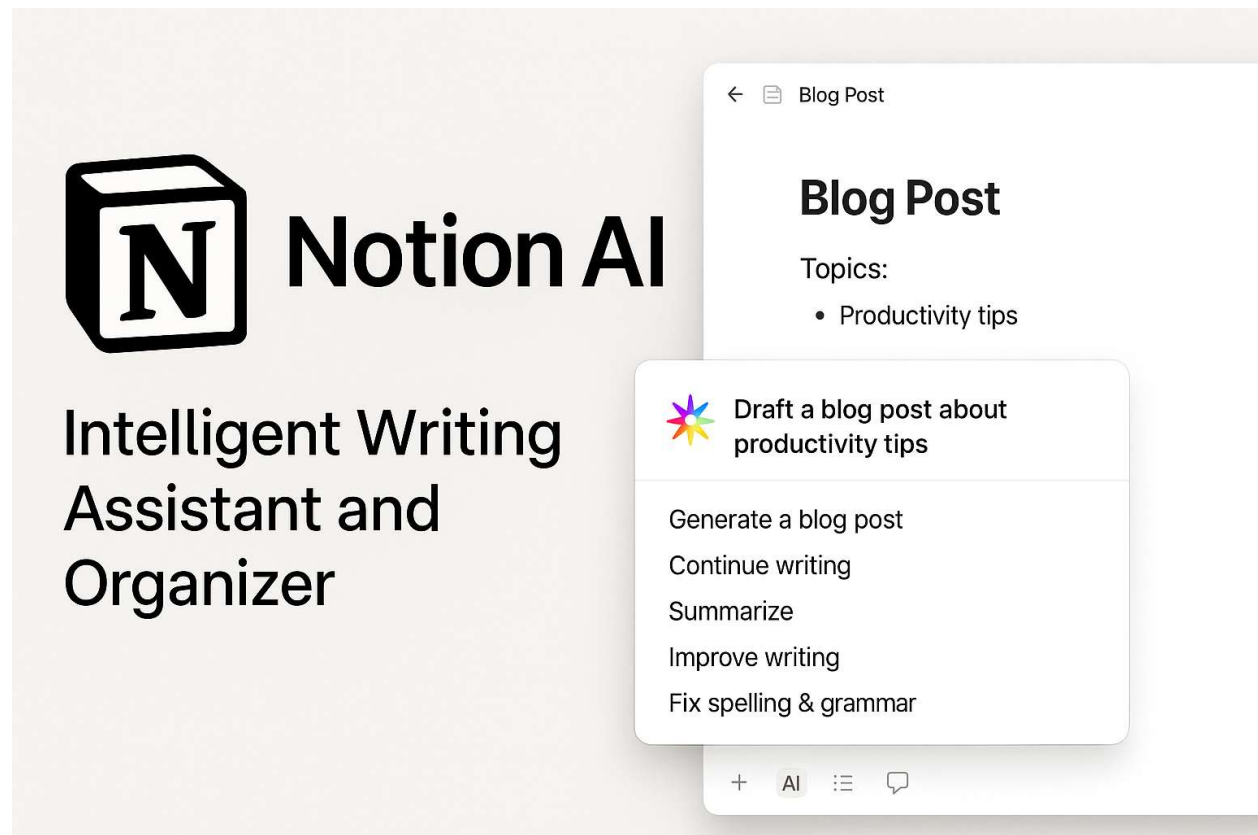 N
Notion AI
Intelligent Writing
Assistant and
Organizer
Blog Post
Blog Post
Topics:
• Productivity tips
Draft a blog post about
productivity tips
Generate a blog post
Continue writing
Summarize
Improve writing
Fix spelling & grammar
+ AI